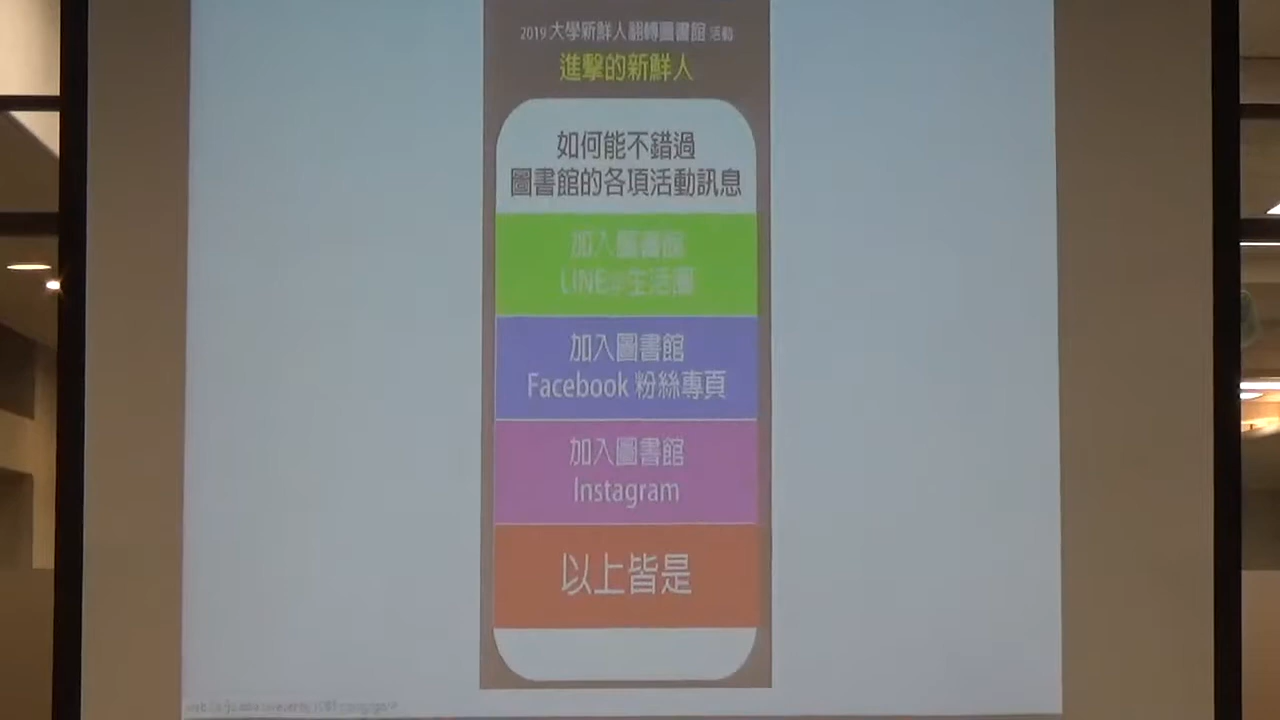 2019 大學新鮮人翻轉圖書館 活動
進擊的新鮮人
如何能不錯過
圖書館的各項活動訊息
加入圖書館
LINE@生活圈
加入圖書館
Facebook 粉絲專頁
加入圖書館
Instagram
以上皆是